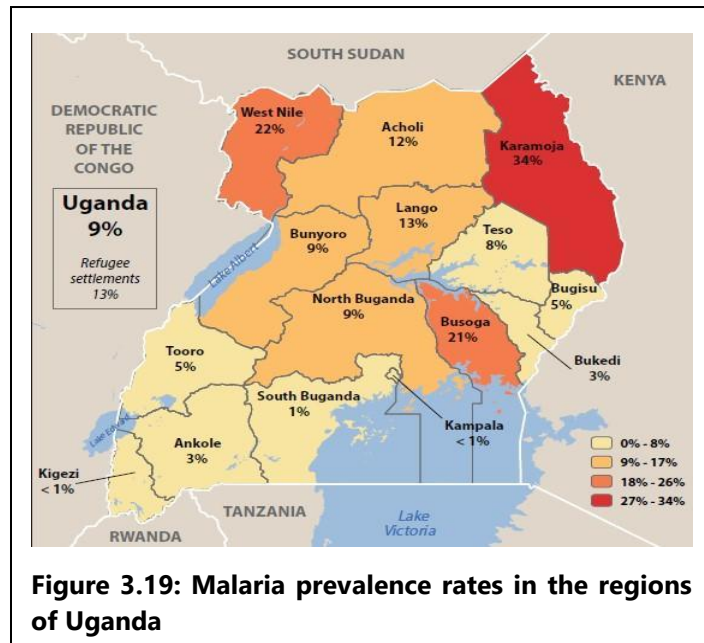 SOUTH SUDAN
KENYA
DEMOCRATIC
REPUBLIC
OF THE
CONGO
Uganda
9%
Refugee
settlements
13%
West Nile
22%
Acholi
12%
Karamoja
34%
Lango
13%
Teso
8%
Bunyoro
9%
Lake Albert
North Buganda
9%
Busoga
21%
Bugisu
5%
Bukedi
3%
Tooro
5%
South Buganda
1%
Kampala
< 1%
Lake Edward
Ankole
3%
Kigezi
< 1%
0% - 8%
9% - 17%
18% - 26%
27% - 34%
RWANDA
TANZANIA
Lake
Victoria
Figure 3.19: Malaria prevalence rates in the regions
of Uganda